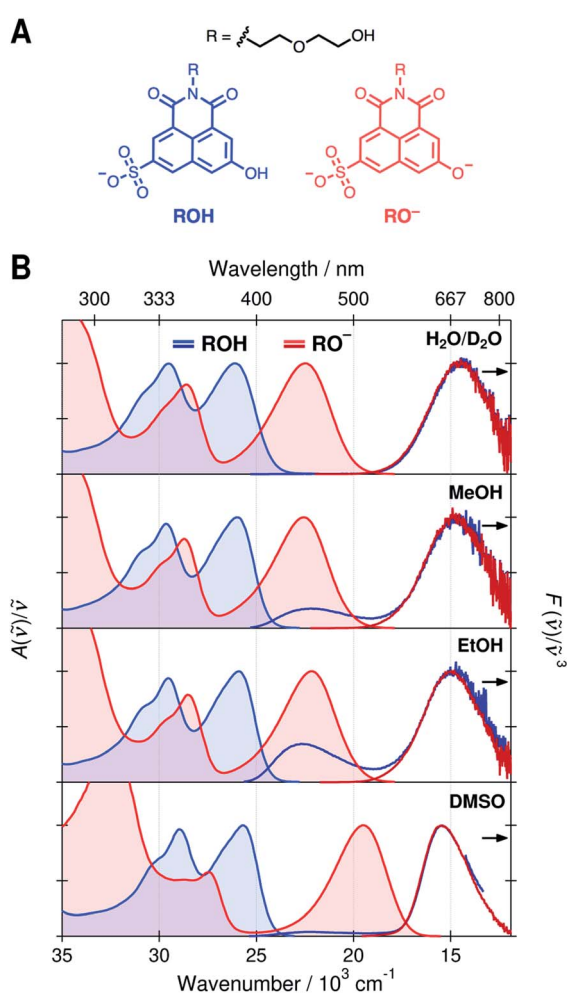 A
R =
O
OH
R
R
O
N
O
O
N
O
O
⁻O
S
O
OH
O
⁻O
S
O
O⁻
ROH
RO⁻
B
Wavelength / nm
300 333 400 500 667 800
ROH RO⁻
H₂O/D₂O
MeOH
EtOH
DMSO
A(ṽ)/ṽ
F (ṽ)/ṽ³
35 30 25 20 15
Wavenumber / 10³ cm⁻¹